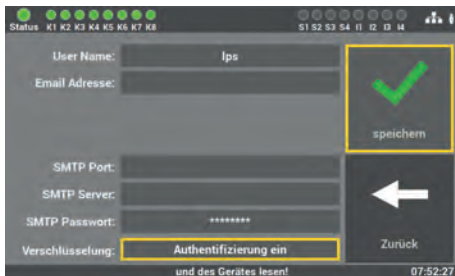 Status K1 K2 K3 K4 K5 K6 K7 K8 S1 S2 S3 S4 I1 I2 I3 I4
User Name: lps
Email Adresse:
speichern
SMTP Port:
SMTP Server:
SMTP Passwort: ********
Verschlüsselung: Authentifizierung ein
Zurück
und des Gerätes lesen! 07:52:27